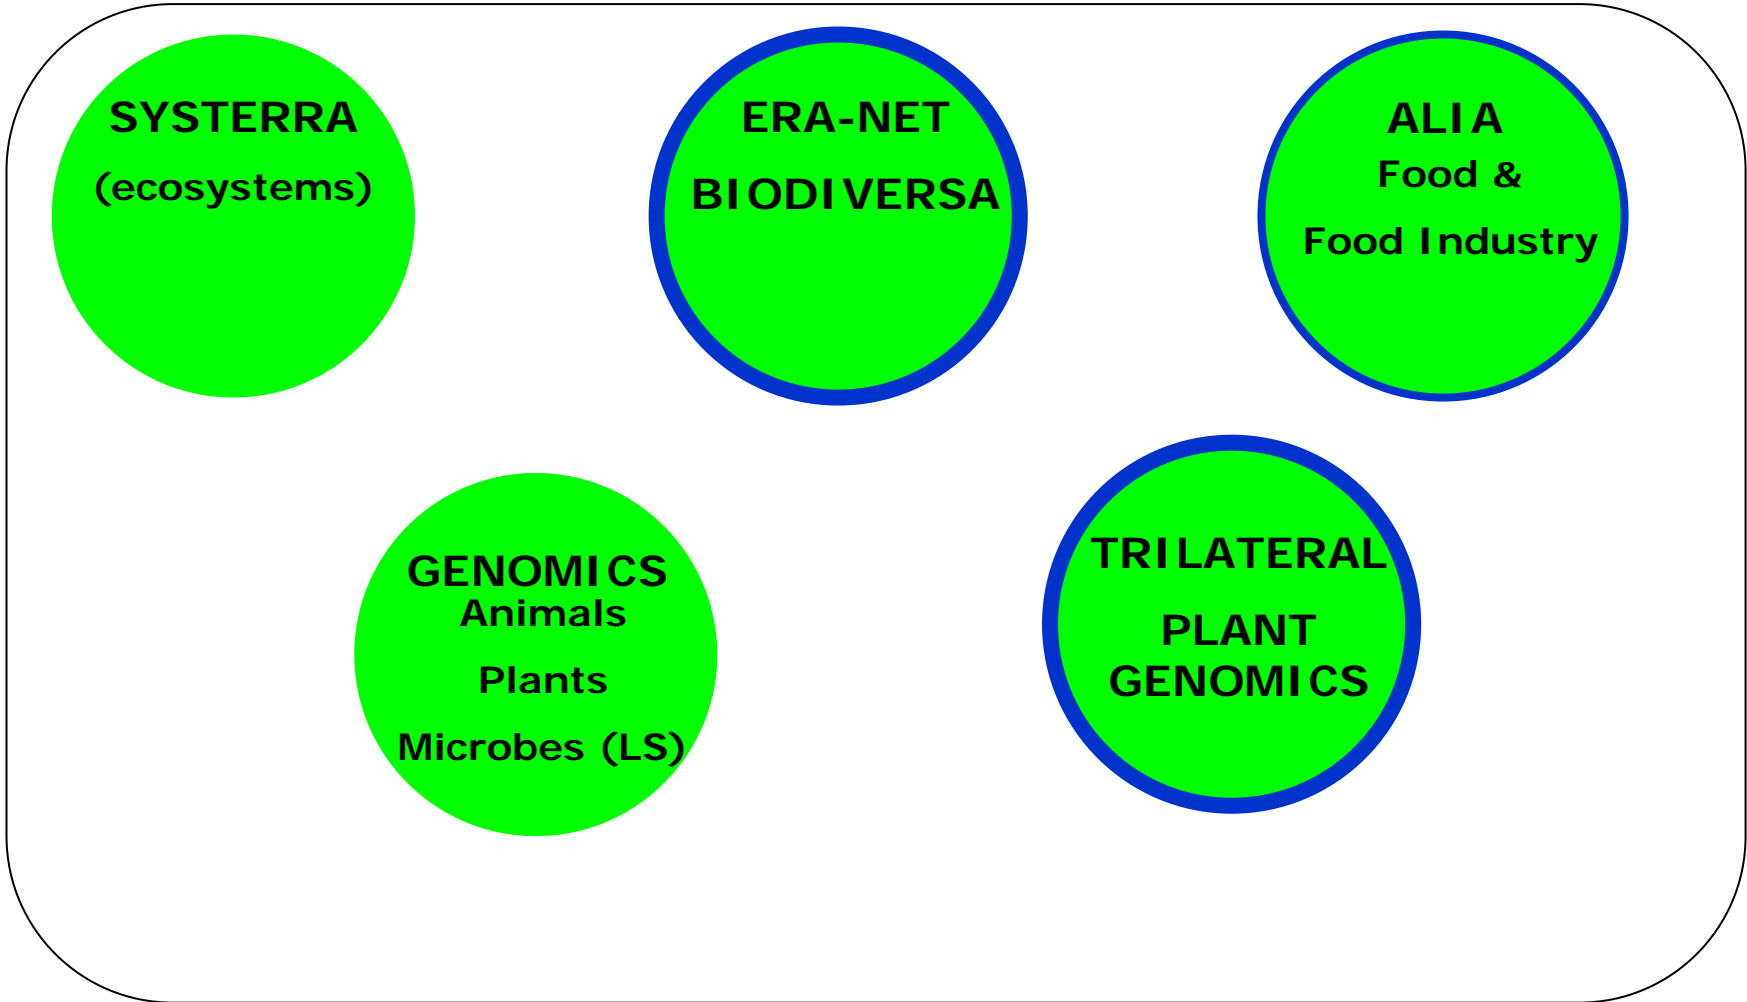 SYSTERRA
(ecosystems)
ERA-NET
BIODIVERSA
ALIA
Food &
Food Industry
GENOMICS
Animals
Plants
Microbes (LS)
TRILATERAL
PLANT
GENOMICS